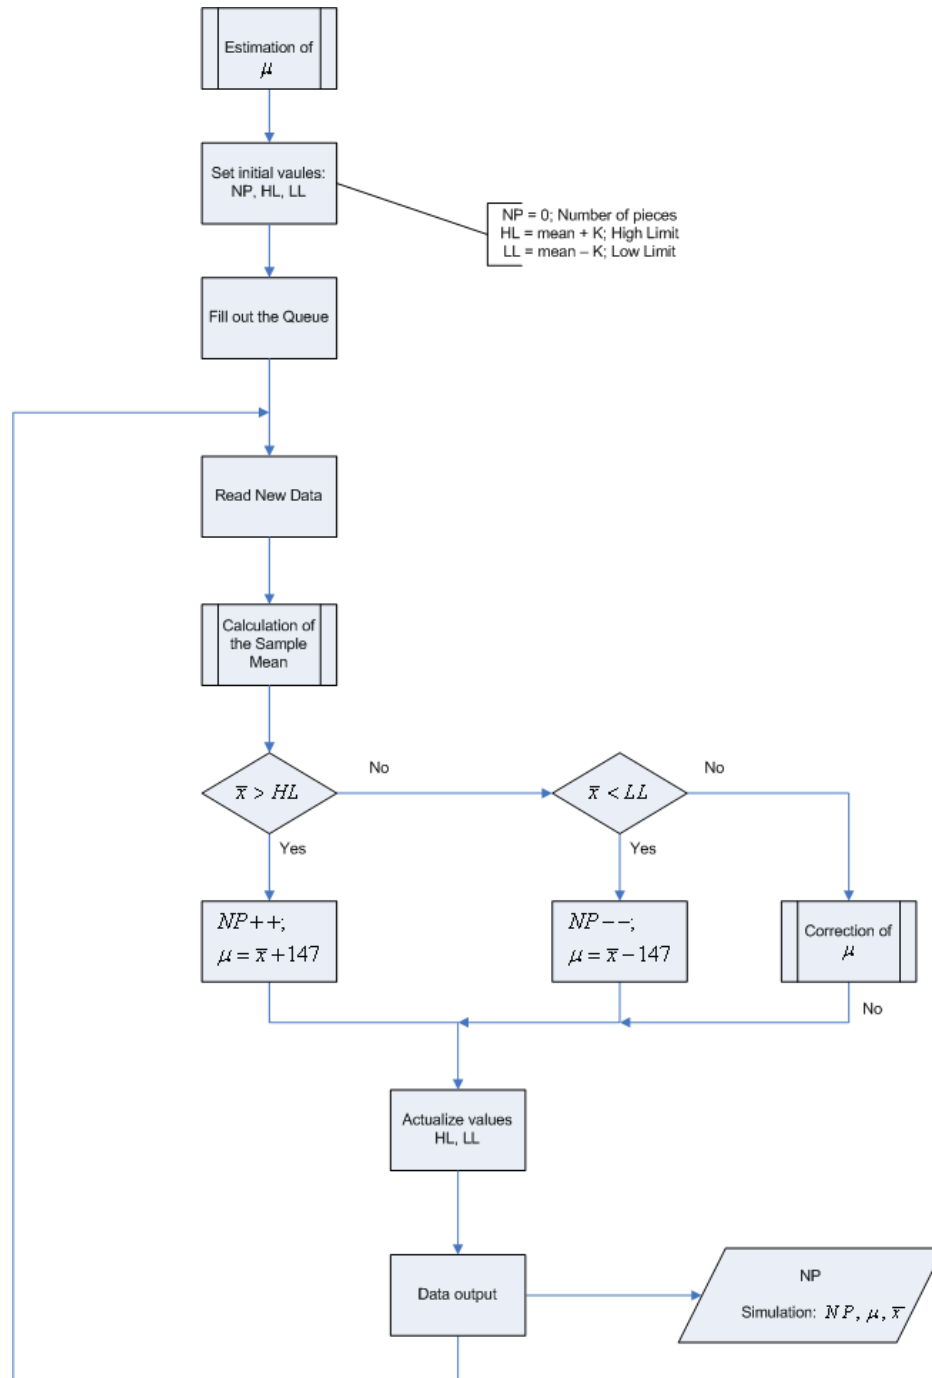 Estimation of
μ
Set initial vaules:
NP, HL, LL
NP = 0; Number of pieces
HL = mean + K; High Limit
LL = mean – K; Low Limit
Fill out the Queue
Read New Data
Calculation of
the Sample
Mean
x̅ > HL
No
x̅ < LL
No
Yes
Yes
NP++;
μ = x̅ + 147
NP−−;
μ = x̅ − 147
Correction of
μ
No
Actualize values
HL, LL
Data output
NP
Simulation: NP, μ, x̅